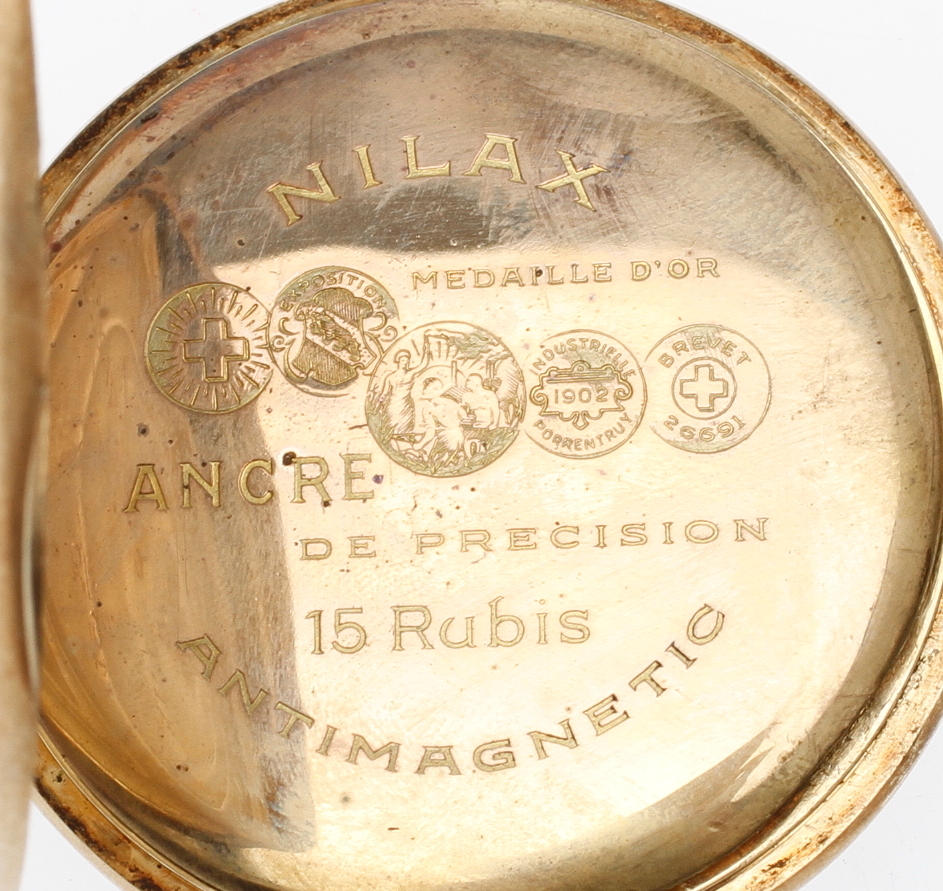 NILAX
MEDAILLE D'OR
EXPOSITION
INDUSTRIELLE
1902
PORRENTRUY
BREVET
26691
ANCRE
DE PRECISION
15 Rubis
ANTIMAGNETIC